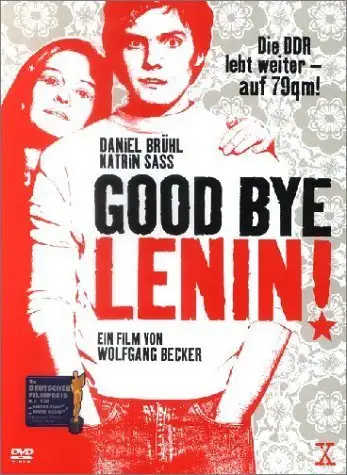 Die DDR
lebt weiter –
auf 79qm!
DANIEL BRÜHL
KATRIN SASS
GOOD BYE
LENIN!
EIN FILM VON
WOLFGANG BECKER
DEUTSCHER
FILMPREIS
DVD
X